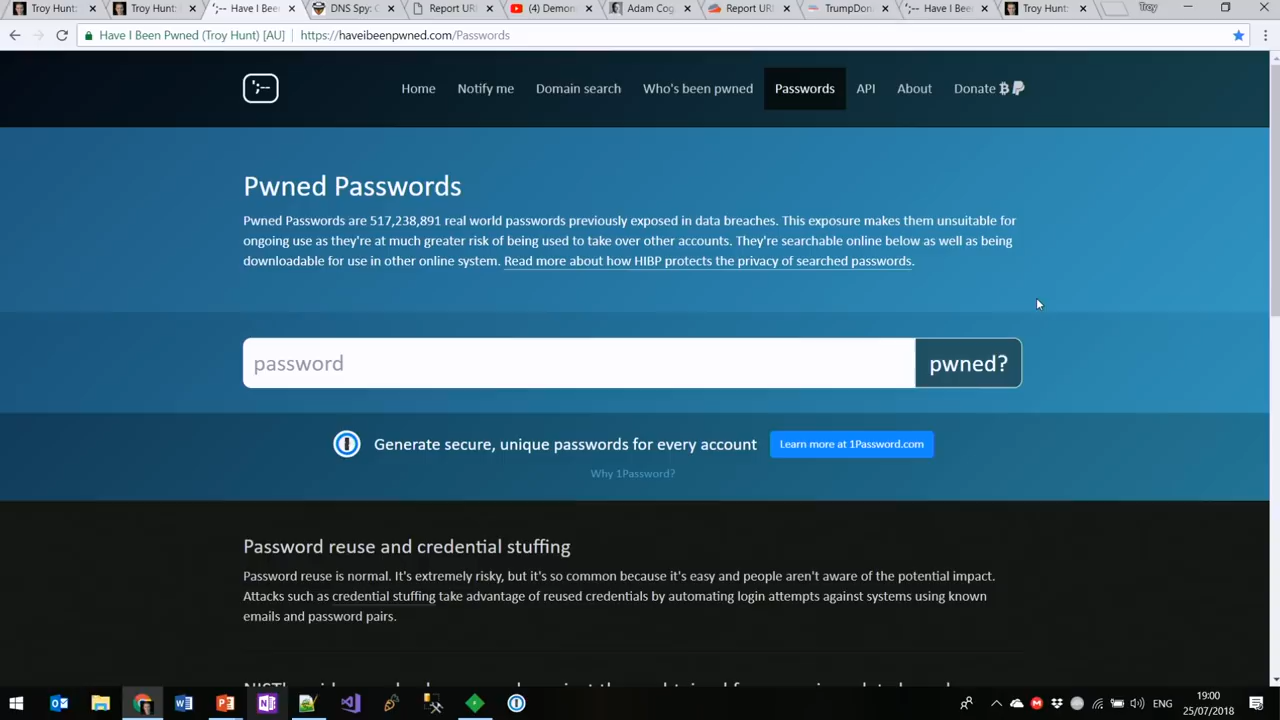 Troy Hunt:
Troy Hunt:
Have I Been
DNS Spy: C
Report UR
(4) Demon
Adam Cog
Report UR
TrumpDon
Have I Been
Troy Hunt:
Troy
Have I Been Pwned (Troy Hunt) [AU]
https://haveibeenpwned.com/Passwords
';--
Home
Notify me
Domain search
Who's been pwned
Passwords
API
About
Donate
Pwned Passwords
Pwned Passwords are 517,238,891 real world passwords previously exposed in data breaches. This exposure makes them unsuitable for
ongoing use as they're at much greater risk of being used to take over other accounts. They're searchable online below as well as being
downloadable for use in other online system. Read more about how HIBP protects the privacy of searched passwords.
password
pwned?
Generate secure, unique passwords for every account
Learn more at 1Password.com
Why 1Password?
Password reuse and credential stuffing
Password reuse is normal. It's extremely risky, but it's so common because it's easy and people aren't aware of the potential impact.
Attacks such as credential stuffing take advantage of reused credentials by automating login attempts against systems using known
emails and password pairs.
ENG
19:00
25/07/2018